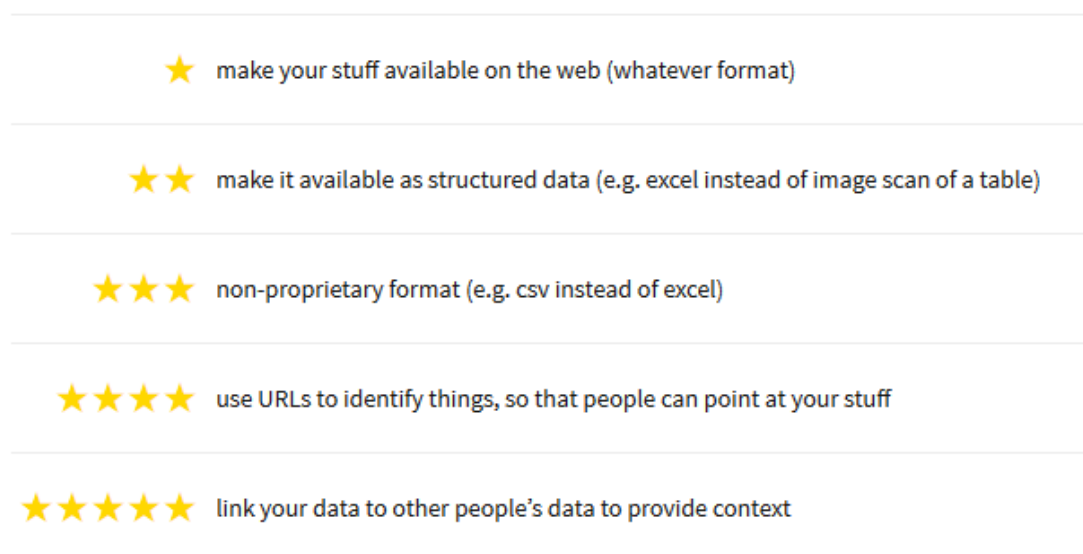 ★ make your stuff available on the web (whatever format)
★★ make it available as structured data (e.g. excel instead of image scan of a table)
★★★ non-proprietary format (e.g. csv instead of excel)
★★★★ use URLs to identify things, so that people can point at your stuff
★★★★★ link your data to other people’s data to provide context